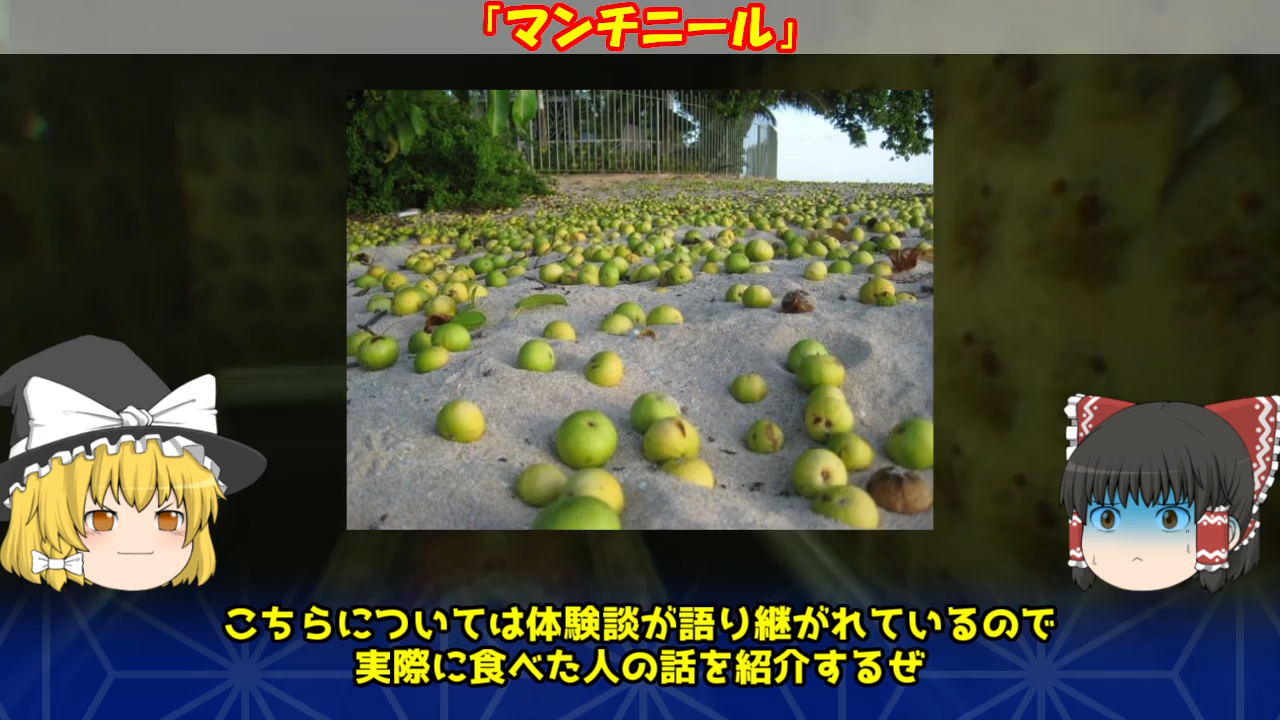 「マンチニール」
こちらについては体験談が語り継がれているので
実際に食べた人の話を紹介するぜ